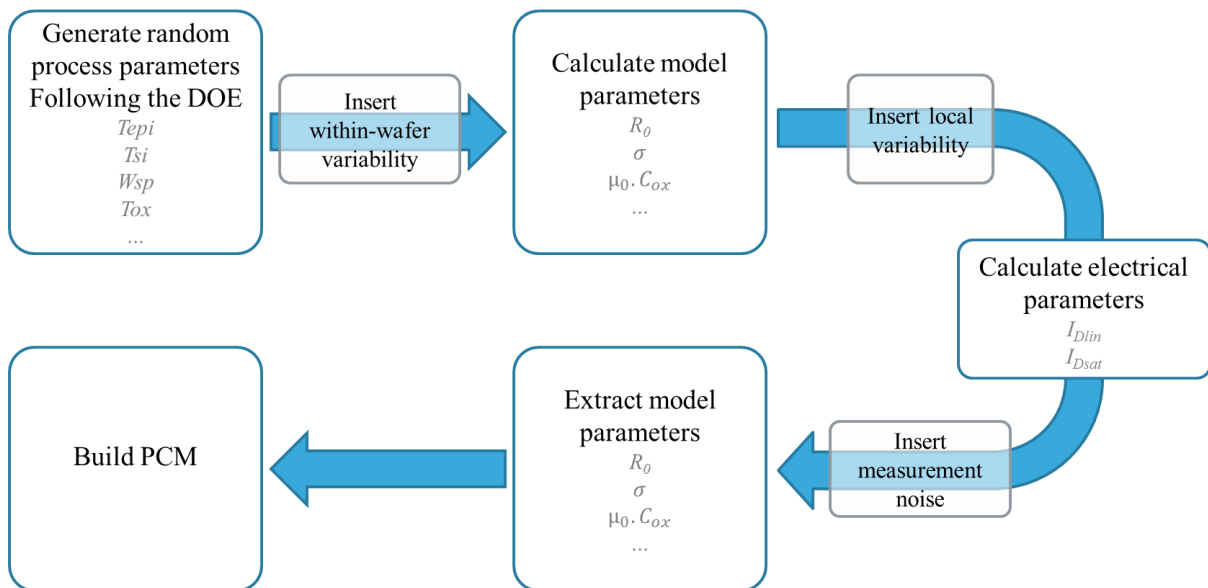 Generate random
process parameters
Following the DOE
Tepi
Tsi
Wsp
Tox
...
Insert
within-wafer
variability
Calculate model
parameters
R₀
σ
μ₀. Cₒₓ
...
Insert local
variability
Calculate electrical
parameters
I_Dlin
I_Dsat
Insert
measurement
noise
Extract model
parameters
R₀
σ
μ₀. Cₒₓ
...
Build PCM